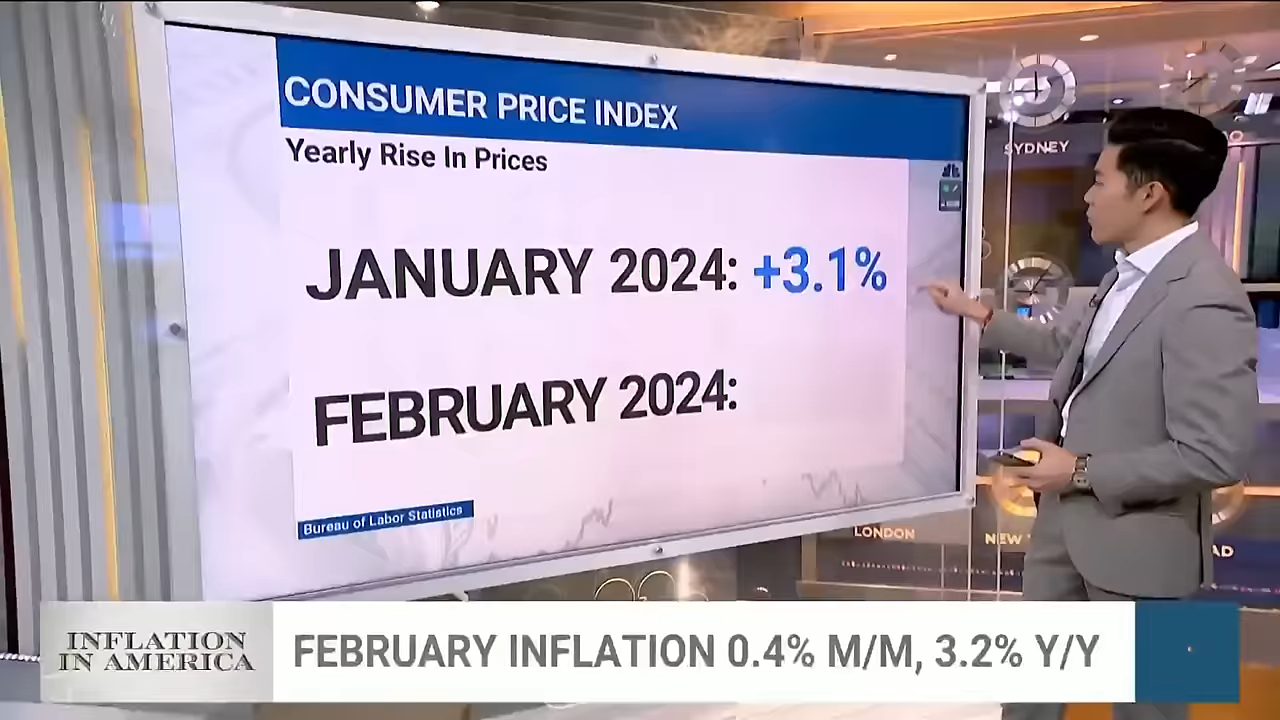 CONSUMER PRICE INDEX
Yearly Rise In Prices
JANUARY 2024: +3.1%
FEBRUARY 2024:
Bureau of Labor Statistics
SYDNEY
LONDON
NEW
INFLATION
IN AMERICA
FEBRUARY INFLATION 0.4% M/M, 3.2% Y/Y